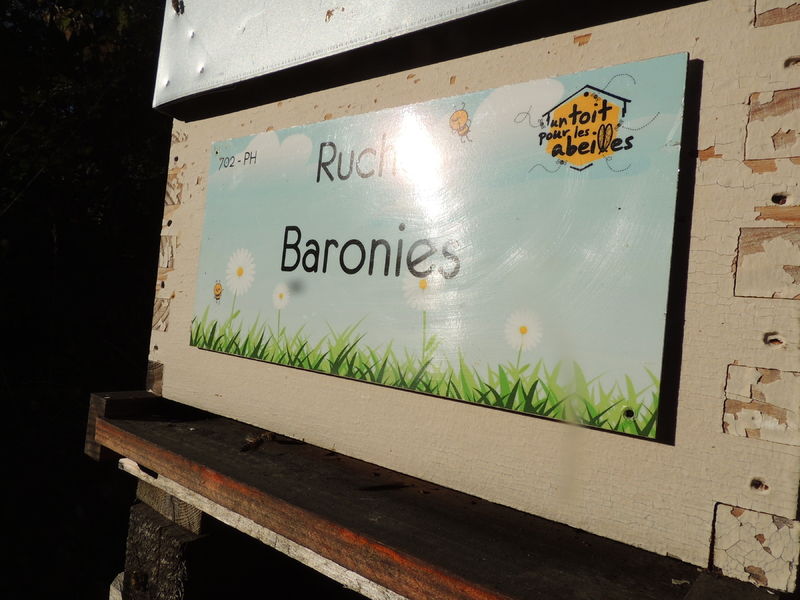 702 - PH
Ruch
Baronies
un toit
pour les
abeilles